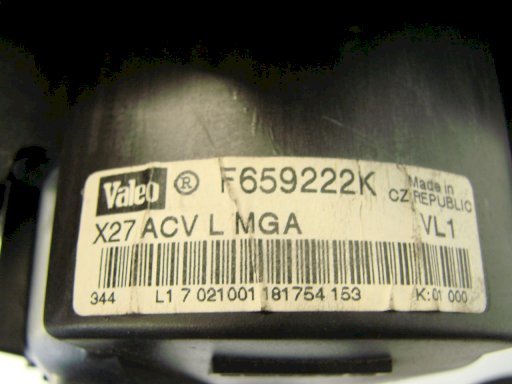 Valeo ® F659222K Made in
CZ REPUBLIC
X27 ACV L MGA VL1
344 L1 7 021001 181754 153 K: 01 000